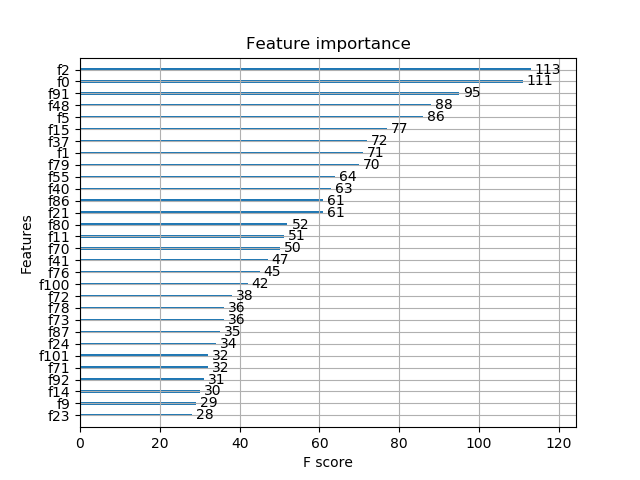 Feature importance
f2 113
f0 111
f91 95
f48 88
f5 86
f15 77
f37 72
f1 71
f79 70
f55 64
f40 63
f86 61
f21 61
f80 52
f11 51
f70 50
f41 47
f76 45
f100 42
f72 38
f78 36
f73 36
f87 35
f24 34
f101 32
f71 32
f92 31
f14 30
f9 29
f23 28
Features
0 20 40 60 80 100 120
F score